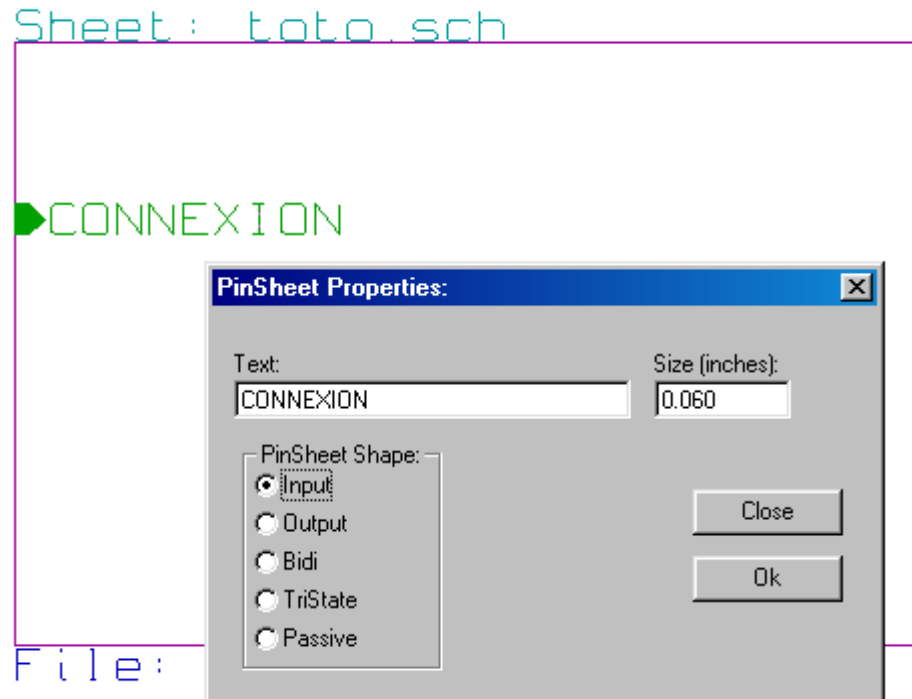 Sheet: toto.sch
CONNEXION
PinSheet Properties:
Text:
Size (inches):
CONNEXION
0.060
PinSheet Shape:
Input
Output
Bidi
TriState
Passive
Close
Ok
File: